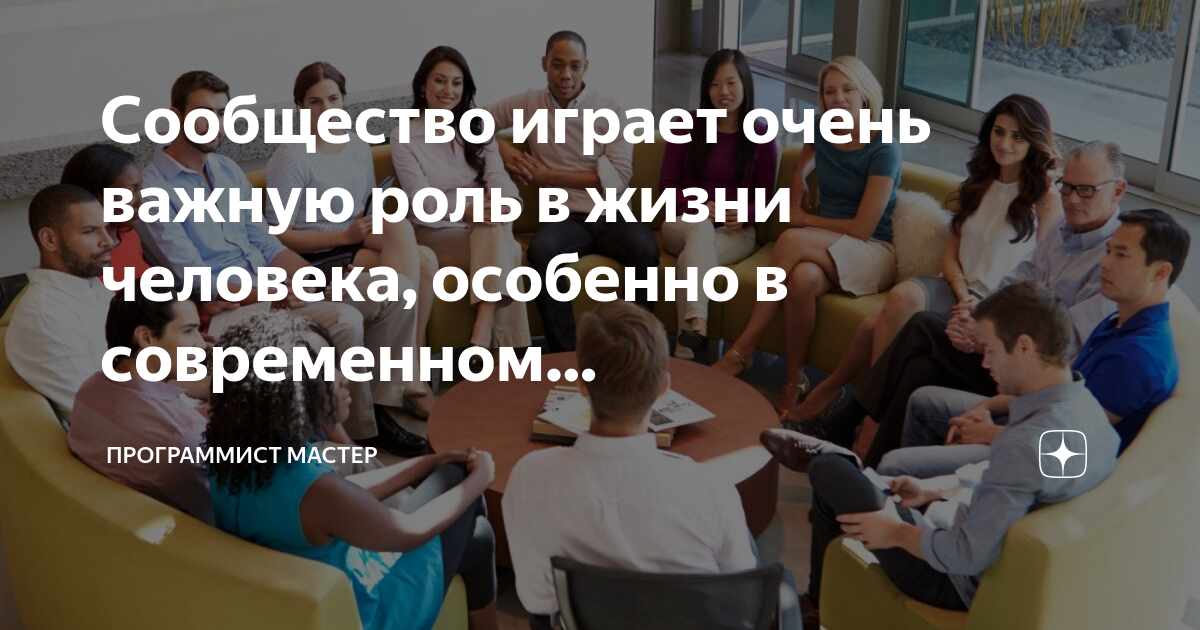 Сообщество играет очень
важную роль в жизни
человека, особенно в
современном...
ПРОГРАММИСТ МАСТЕР